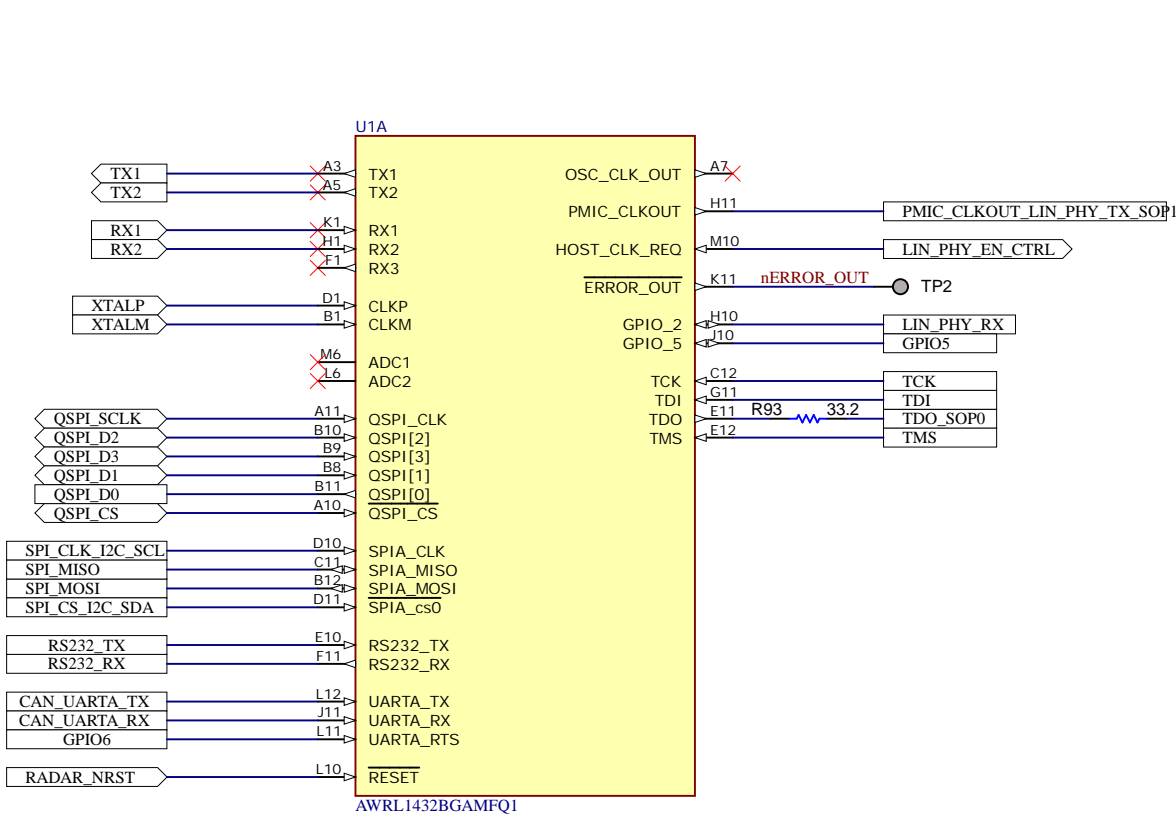 U1A
TX1 A3 TX1
TX2 A5 TX2
RX1 K1 RX1
RX2 H1 RX2
F1 RX3
XTALP D1 CLKP
XTALM B1 CLKM
M6 ADC1
L6 ADC2
QSPI_SCLK A11 QSPI_CLK
QSPI_D2 B10 QSPI[2]
QSPI_D3 B9 QSPI[3]
QSPI_D1 B8 QSPI[1]
QSPI_D0 B11 QSPI[0]
QSPI_CS A10 QSPI_CS
SPI_CLK_I2C_SCL D10 SPIA_CLK
SPI_MISO C11 SPIA_MISO
SPI_MOSI B12 SPIA_MOSI
SPI_CS_I2C_SDA D11 SPIA_cs0
RS232_TX E10 RS232_TX
RS232_RX F11 RS232_RX
CAN_UARTA_TX L12 UARTA_TX
CAN_UARTA_RX J11 UARTA_RX
GPIO6 L11 UARTA_RTS
RADAR_NRST L10 RESET
OSC_CLK_OUT A7
PMIC_CLKOUT H11 PMIC_CLKOUT_LIN_PHY_TX_SOP1
HOST_CLK_REQ M10 LIN_PHY_EN_CTRL
ERROR_OUT K11 nERROR_OUT TP2
GPIO_2 H10 LIN_PHY_RX
GPIO_5 J10 GPIO5
TCK C12 TCK
TDI G11 TDI
TDO E11 R93 33.2 TDO_SOP0
TMS E12 TMS
AWRL1432BGAMFQ1